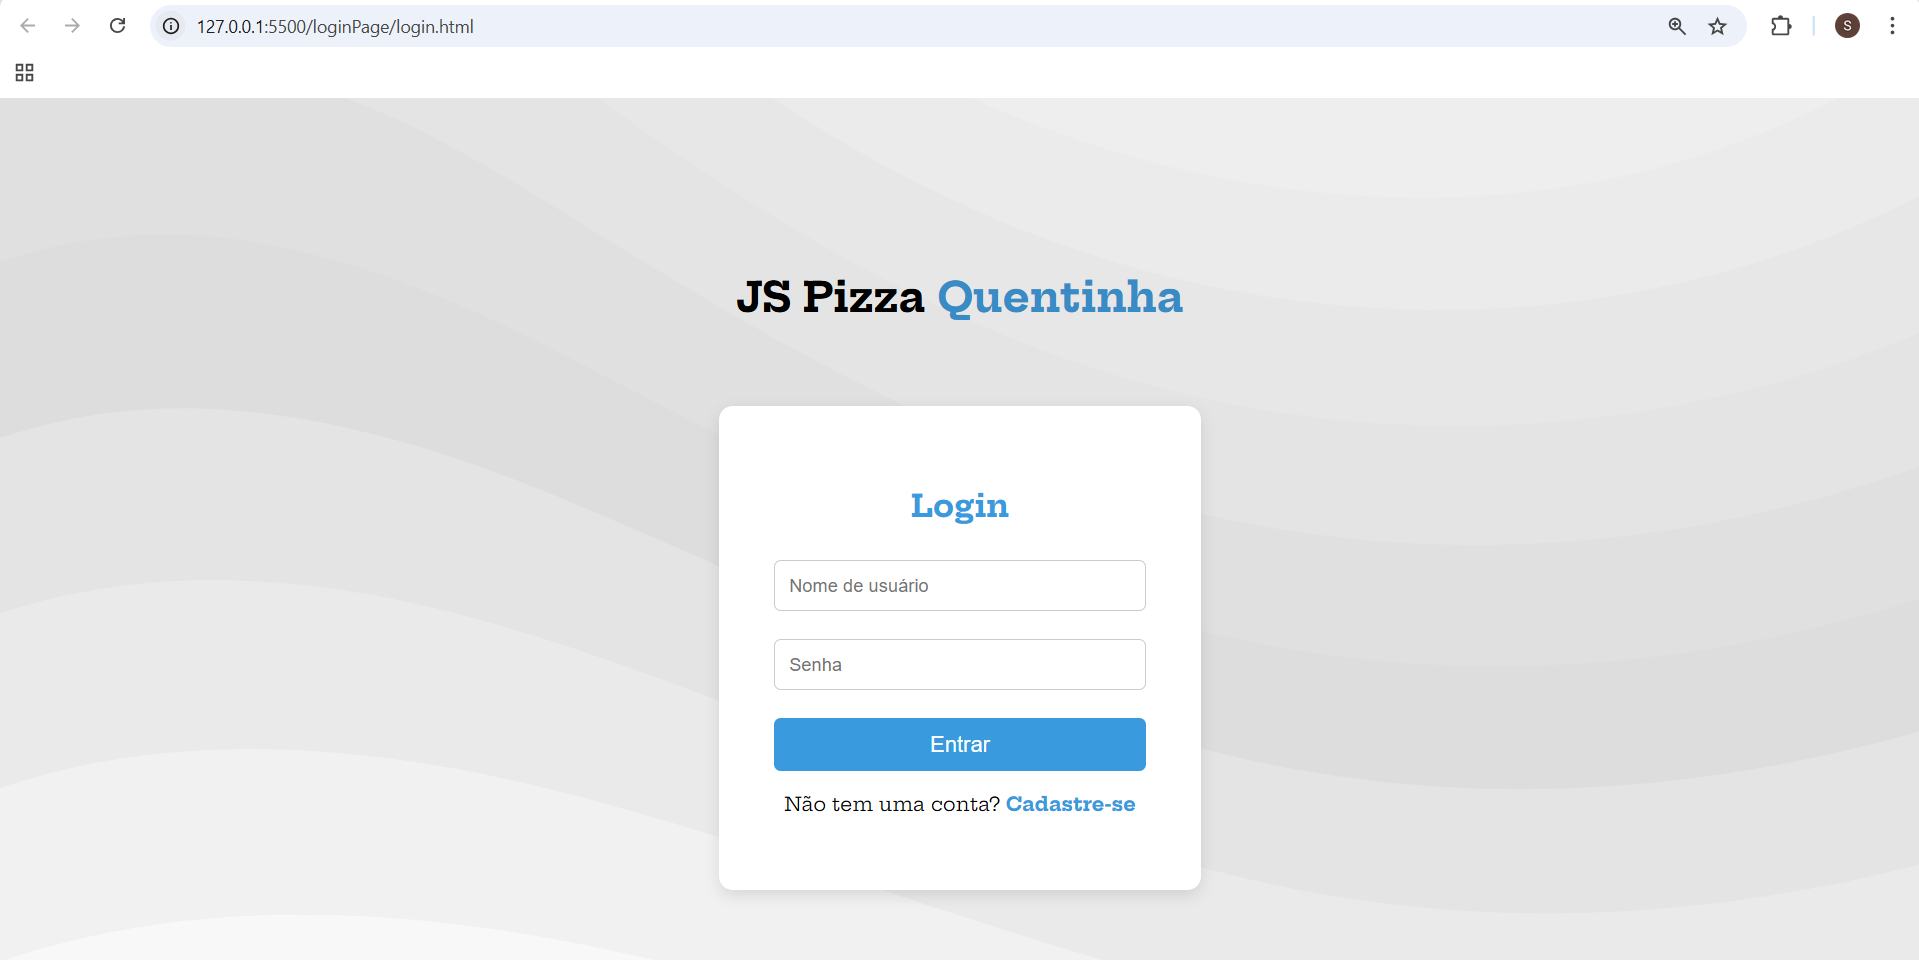 127.0.0.1:5500/loginPage/login.html
S
JS Pizza Quentinha
Login
Nome de usuário
Senha
Entrar
Não tem uma conta? Cadastre-se